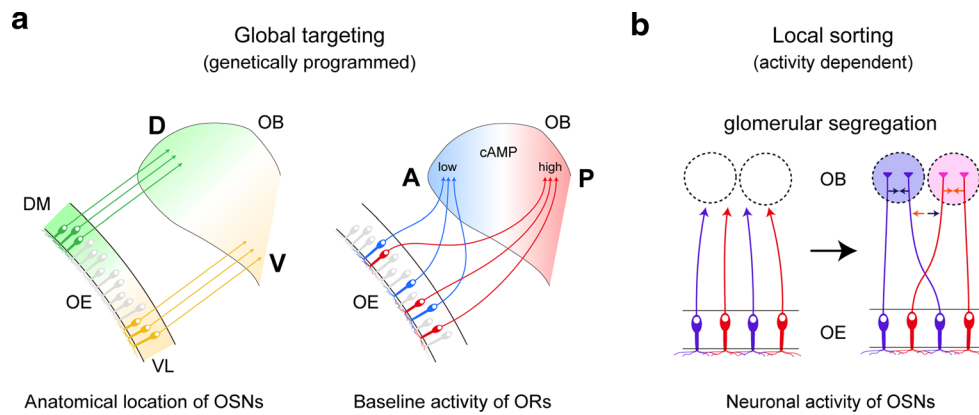 a
Global targeting
(genetically programmed)
D
OB
DM
OE
V
VL
Anatomical location of OSNs
OB
cAMP
low
high
A
P
OE
Baseline activity of ORs
b
Local sorting
(activity dependent)
glomerular segregation
OB
OE
Neuronal activity of OSNs